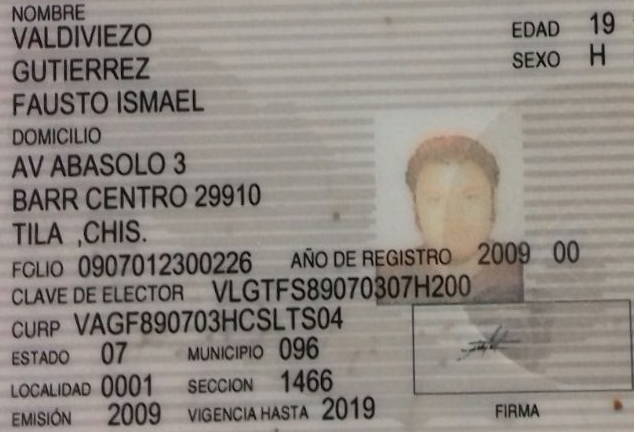 NOMBRE
VALDIVIEZO
GUTIERREZ
FAUSTO ISMAEL
EDAD 19
SEXO H
DOMICILIO
AV ABASOLO 3
BARR CENTRO 29910
TILA ,CHIS.
FOLIO 0907012300226 AÑO DE REGISTRO 2009 00
CLAVE DE ELECTOR VLGTFS89070307H200
CURP VAGF890703HCSLTS04
ESTADO 07 MUNICIPIO 096
LOCALIDAD 0001 SECCION 1466
EMISIÓN 2009 VIGENCIA HASTA 2019
FIRMA